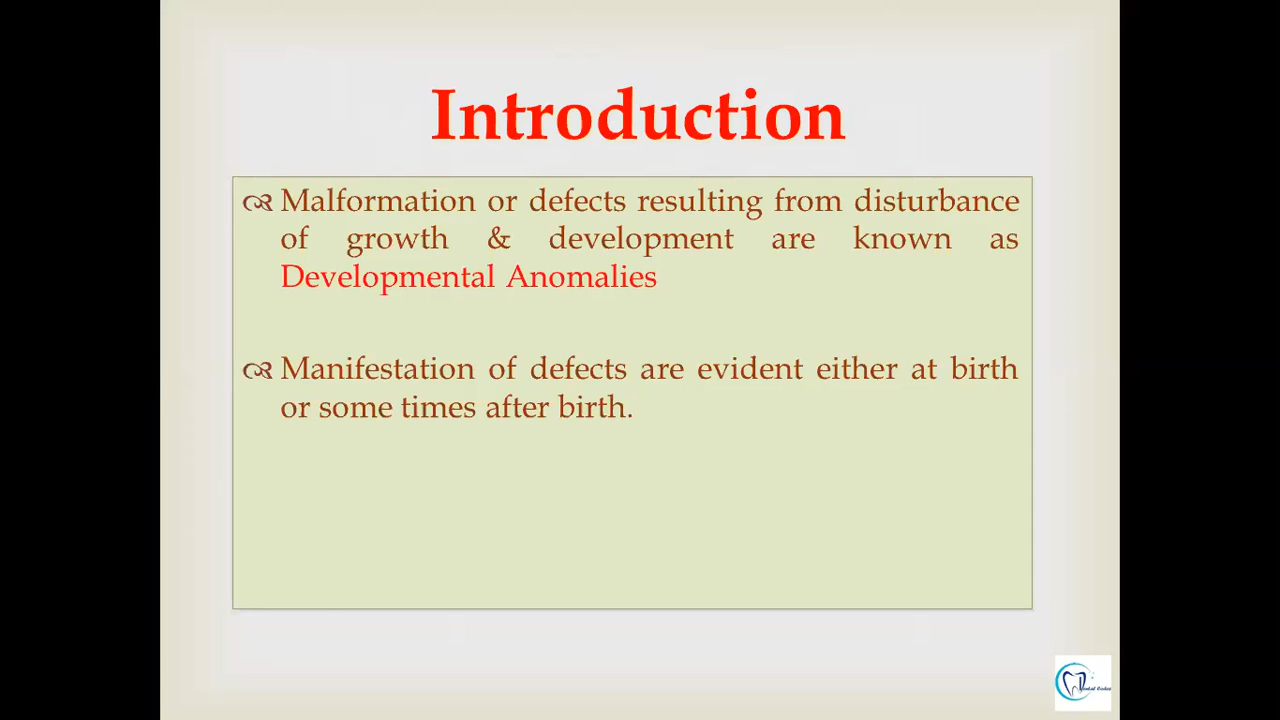 Introduction
Malformation or defects resulting from disturbance
of growth & development are known as
Developmental Anomalies
Manifestation of defects are evident either at birth
or some times after birth.